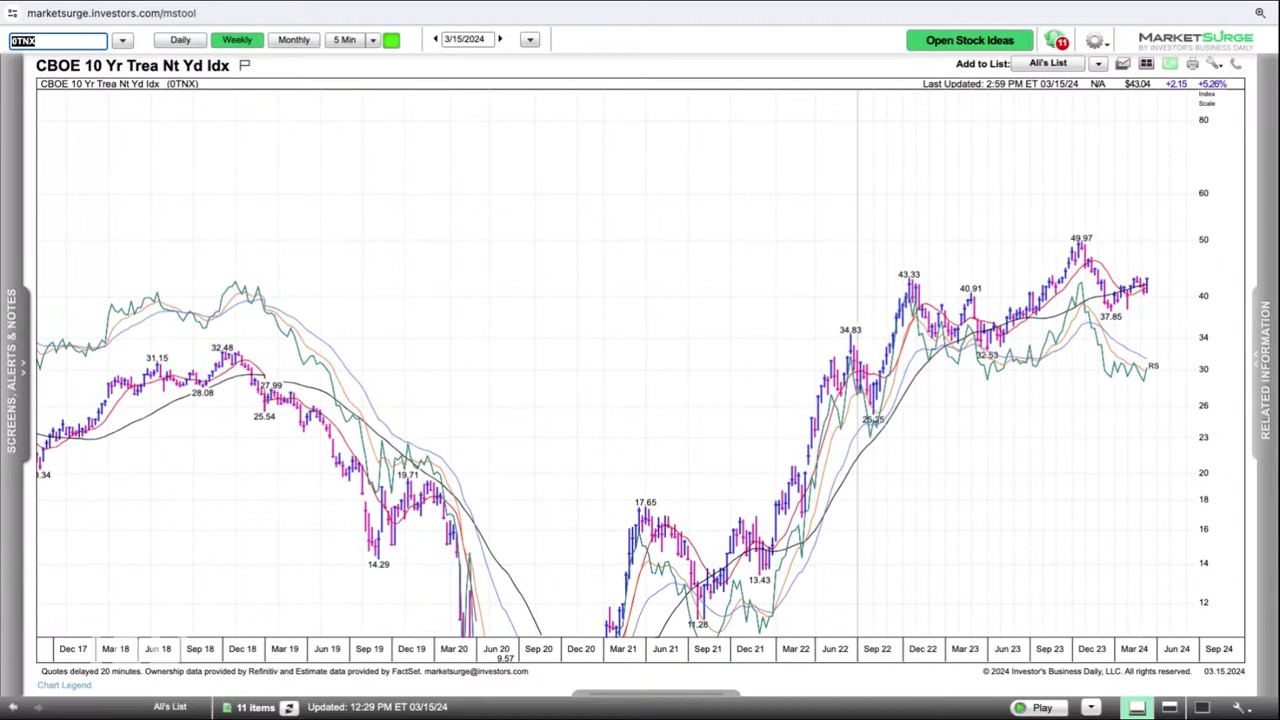 marketsurge.investors.com/mstool
0TNX
Daily
Weekly
Monthly
5 Min
3/15/2024
Open Stock Ideas
11
MARKETSURGE
BY INVESTOR'S BUSINESS DAILY
CBOE 10 Yr Trea Nt Yd Idx
Add to List:
Ali's List
CBOE 10 Yr Trea Nt Yd Idx (0TNX)
Last Updated: 2:59 PM ET 03/15/24 N/A $43.04 +2.15 +5.26%
Index
Scale
80
60
50
40
34
30
26
23
20
18
16
14
12
49.97
43.33
40.91
37.85
34.83
32.53
RS
31.15
32.48
28.08
27.99
25.54
25.25
19.71
0.34
17.65
14.29
13.43
11.28
9.57
Dec 17 Mar 18 Jun 18 Sep 18 Dec 18 Mar 19 Jun 19 Sep 19 Dec 19 Mar 20 Jun 20 Sep 20 Dec 20 Mar 21 Jun 21 Sep 21 Dec 21 Mar 22 Jun 22 Sep 22 Dec 22 Mar 23 Jun 23 Sep 23 Dec 23 Mar 24 Jun 24 Sep 24
Quotes delayed 20 minutes. Ownership data provided by Refinitiv and Estimate data provided by FactSet. marketsurge@investors.com
© 2024 Investor's Business Daily, LLC. All rights reserved. 03.15.2024
Chart Legend
SCREENS, ALERTS & NOTES
RELATED INFORMATION
Ali's List
11 items
Updated: 12:29 PM 03/15/24
Play